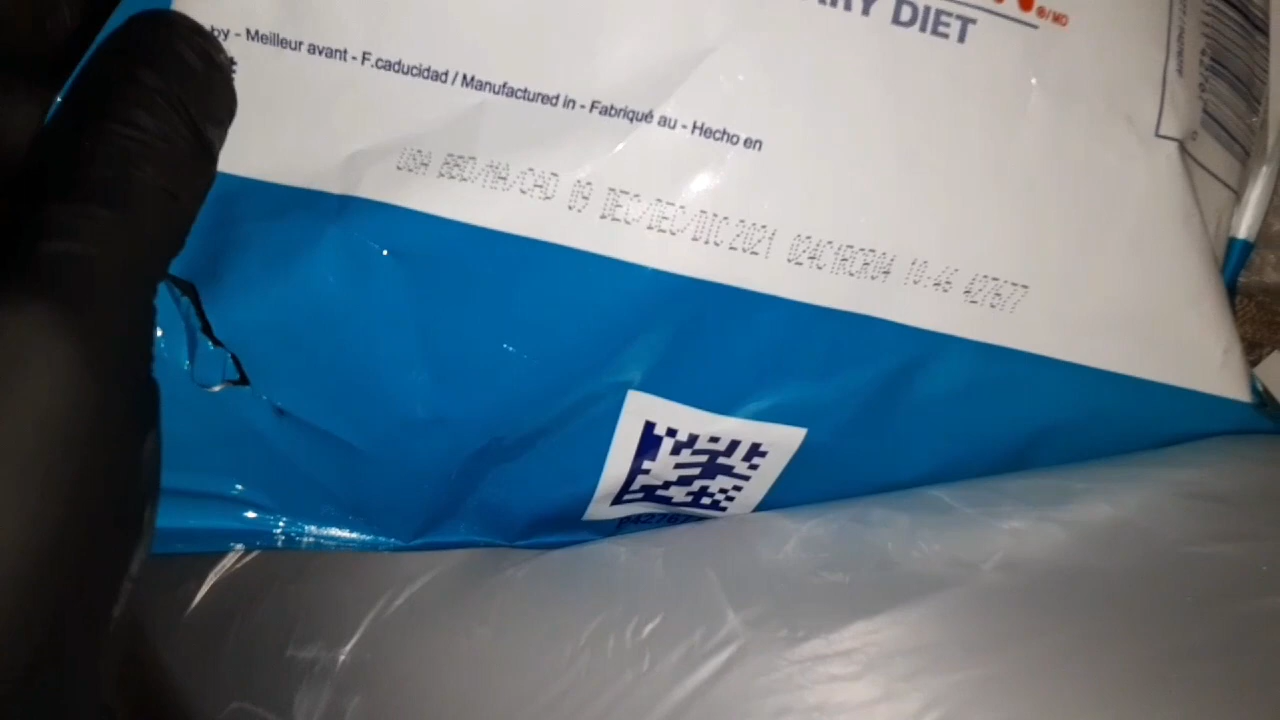 DIET
®/MD
by - Meilleur avant - F.caducidad / Manufactured in - Fabriqué au - Hecho en
USA BBD/MA/CAD 09 DEC/DEC/DIC 2021 024C1RCR04 10:46 427677